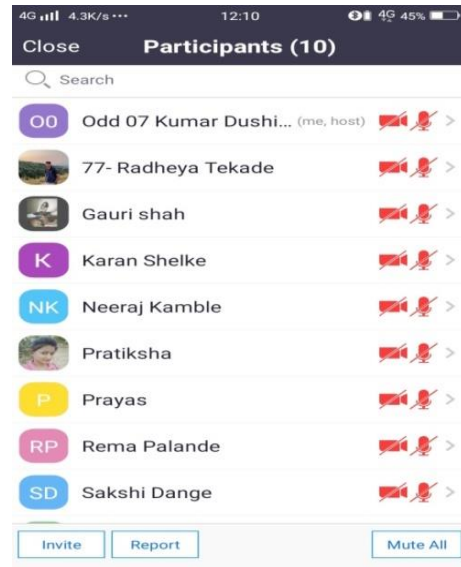 4G 4.3K/s ··· 12:10 4G 45%
Close Participants (10)
Search
O0 Odd 07 Kumar Dushi... (me, host)
77- Radheya Tekade
Gauri shah
K Karan Shelke
NK Neeraj Kamble
Pratiksha
P Prayas
RP Rema Palande
SD Sakshi Dange
Invite Report Mute All